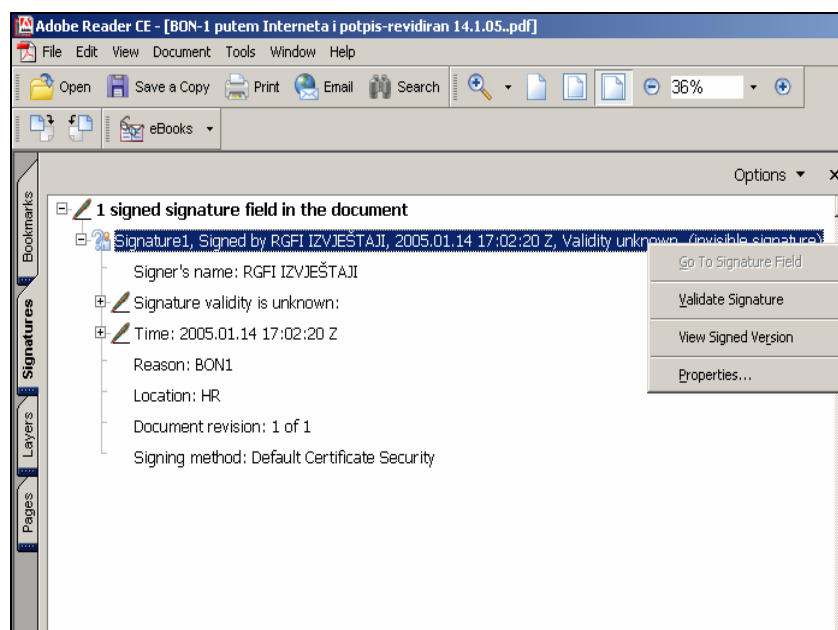 Adobe Reader CE - [BON-1 putem Interneta i potpis-revidiran 14.1.05..pdf]
File Edit View Document Tools Window Help
Open Save a Copy Print Email Search 36%
eBooks
Options
Bookmarks
Signatures
Layers
Pages
1 signed signature field in the document
Signature1, Signed by RGFI IZVJEŠTAJI, 2005.01.14 17:02:20 Z, Validity unknown, (invisible signature)
Signer's name: RGFI IZVJEŠTAJI
Signature validity is unknown:
Time: 2005.01.14 17:02:20 Z
Reason: BON1
Location: HR
Document revision: 1 of 1
Signing method: Default Certificate Security
Go To Signature Field
Validate Signature
View Signed Version
Properties...